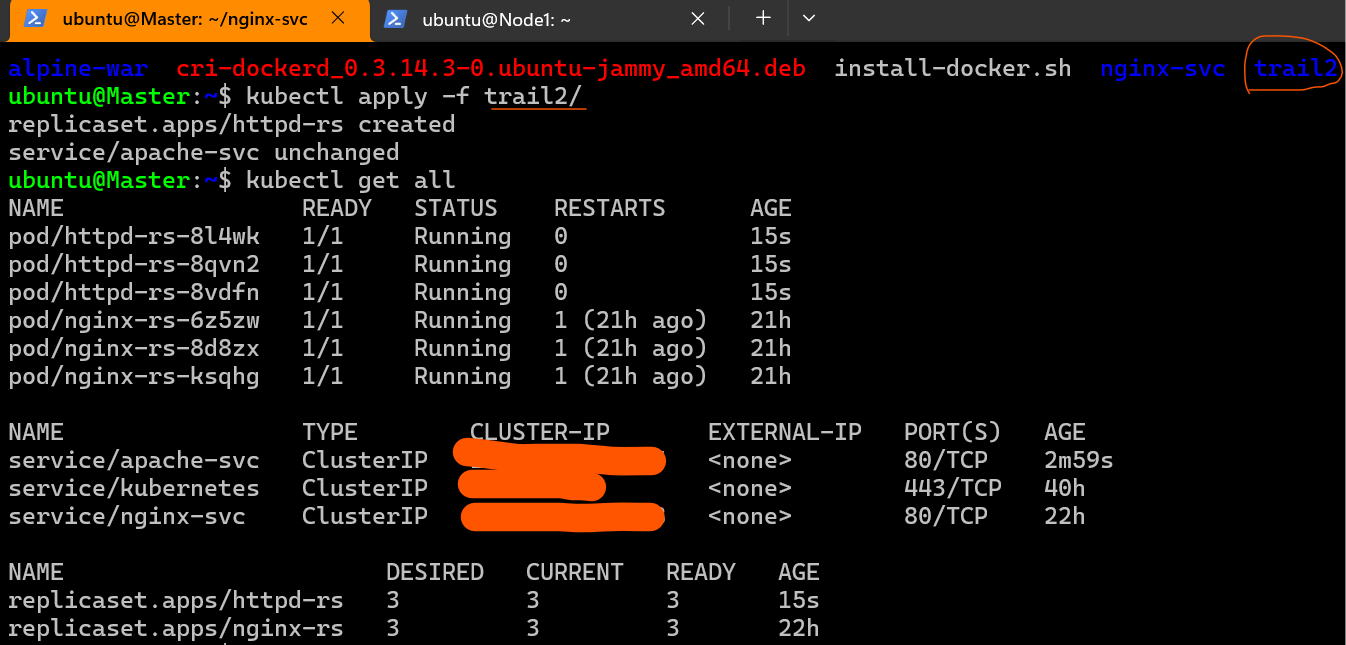 ubuntu@Master: ~/nginx-svc ubuntu@Node1: ~
alpine-war cri-dockerd_0.3.14.3-0.ubuntu-jammy_amd64.deb install-docker.sh nginx-svc trail2
ubuntu@Master:~$ kubectl apply -f trail2/
replicaset.apps/httpd-rs created
service/apache-svc unchanged
ubuntu@Master:~$ kubectl get all
NAME READY STATUS RESTARTS AGE
pod/httpd-rs-8l4wk 1/1 Running 0 15s
pod/httpd-rs-8qvn2 1/1 Running 0 15s
pod/httpd-rs-8vdfn 1/1 Running 0 15s
pod/nginx-rs-6z5zw 1/1 Running 1 (21h ago) 21h
pod/nginx-rs-8d8zx 1/1 Running 1 (21h ago) 21h
pod/nginx-rs-ksqhg 1/1 Running 1 (21h ago) 21h
NAME TYPE CLUSTER-IP EXTERNAL-IP PORT(S) AGE
service/apache-svc ClusterIP <none> 80/TCP 2m59s
service/kubernetes ClusterIP <none> 443/TCP 40h
service/nginx-svc ClusterIP <none> 80/TCP 22h
NAME DESIRED CURRENT READY AGE
replicaset.apps/httpd-rs 3 3 3 15s
replicaset.apps/nginx-rs 3 3 3 22h